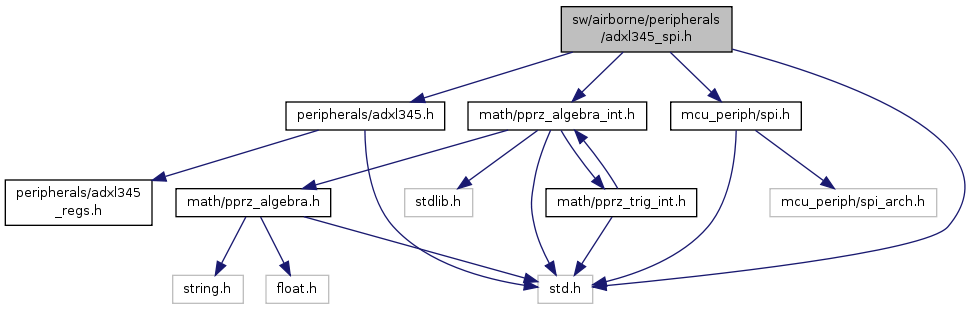 sw/airborne/peripherals
/adxl345_spi.h
peripherals/adxl345.h
math/pprz_algebra_int.h
mcu_periph/spi.h
peripherals/adxl345
_regs.h
math/pprz_algebra.h
stdlib.h
math/pprz_trig_int.h
mcu_periph/spi_arch.h
string.h
float.h
std.h